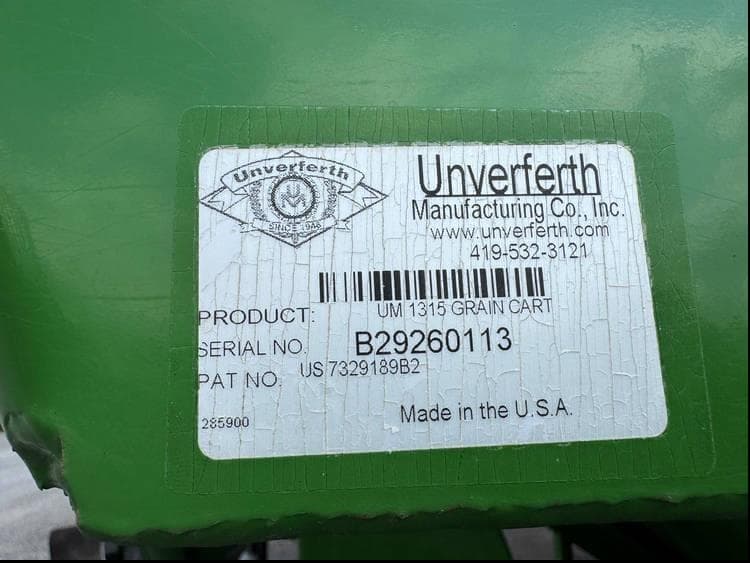 Unverferth
UM
SINCE 1948
Unverferth
Manufacturing Co., Inc.
www.unverferth.com
419-532-3121
PRODUCT: UM 1315 GRAIN CART
SERIAL NO. B29260113
PAT NO. US 7329189B2
285900 Made in the U.S.A.